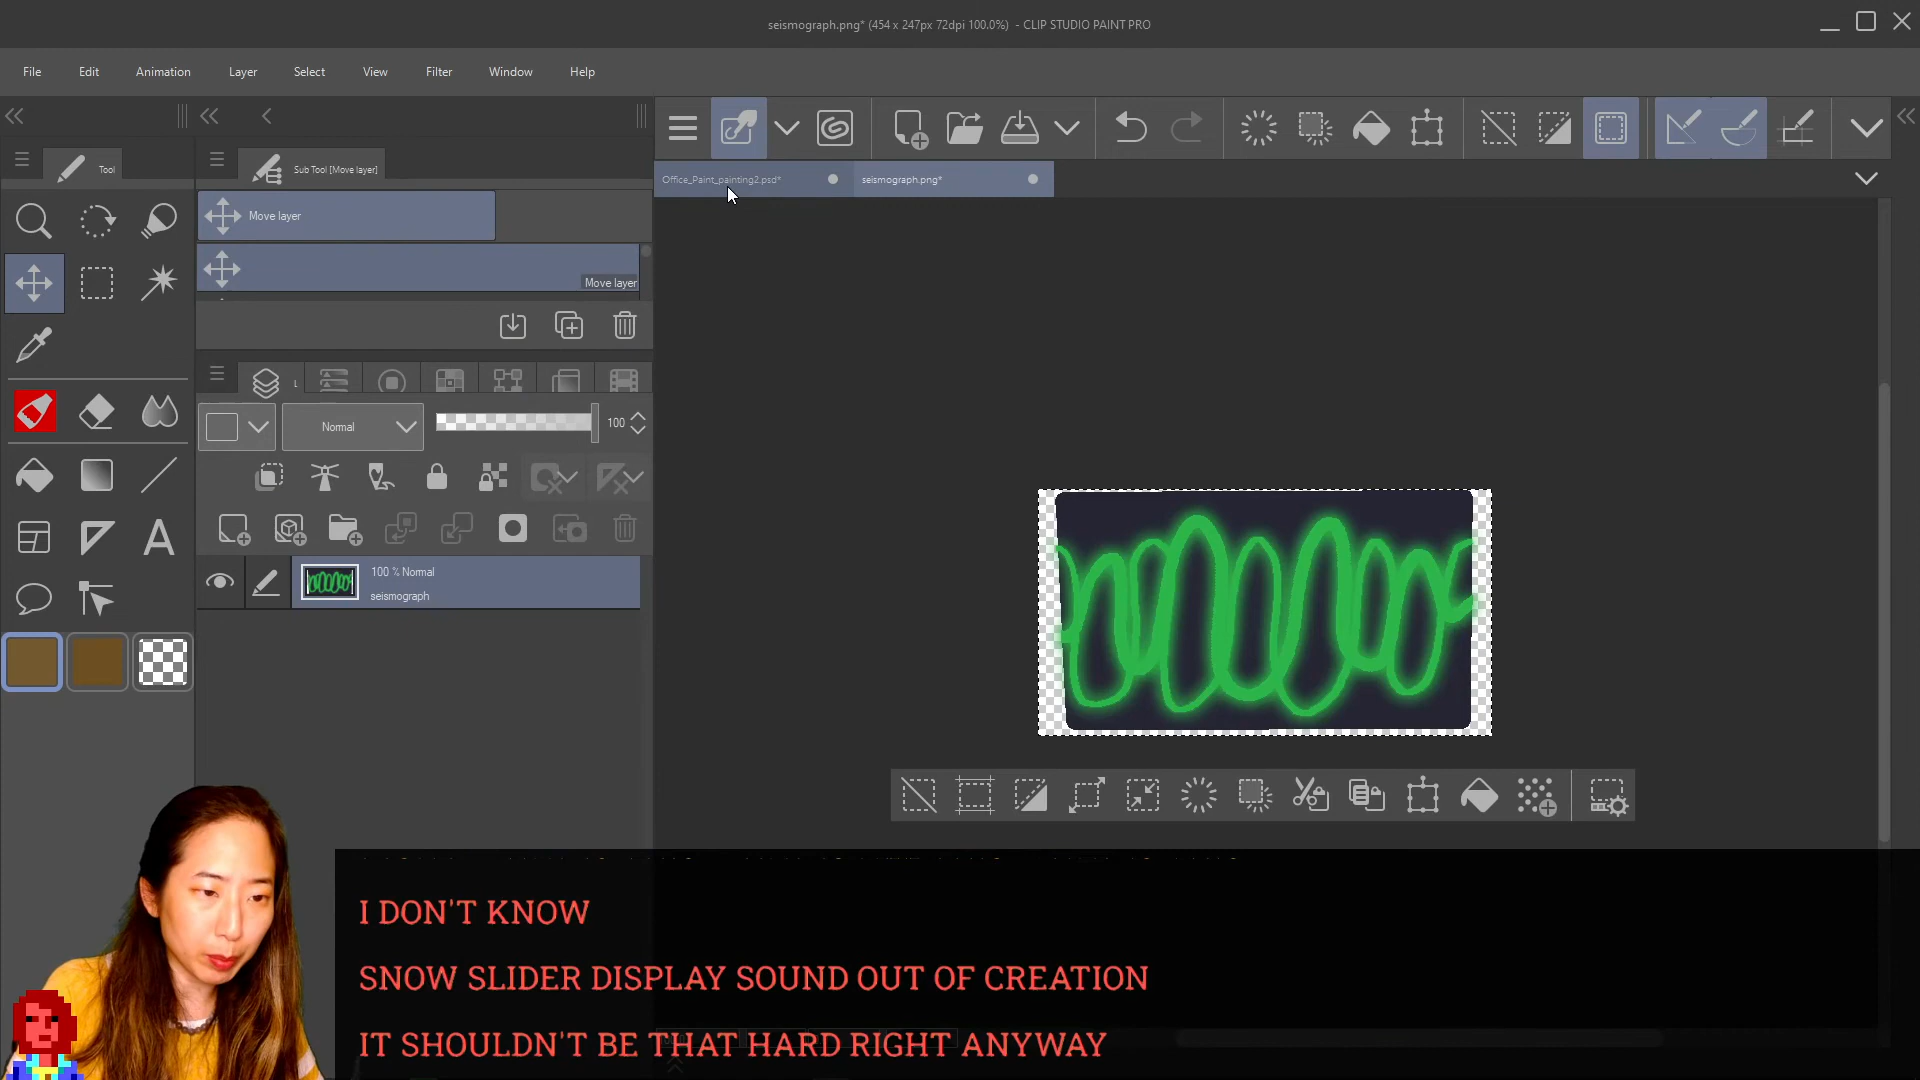 seismograph.png* (454 x 247px 72dpi 100.0%)  - CLIP STUDIO PAINT PRO
File Edit Animation Layer Select View Filter Window Help
Tool
Sub Tool [Move layer]
Office_Paint_painting2.psd*
seismograph.png*
Move layer
Move layer
Normal
100
100 % Normal
seismograph
I DON'T KNOW
SNOW SLIDER DISPLAY SOUND OUT OF CREATION
IT SHOULDN'T BE THAT HARD RIGHT ANYWAY